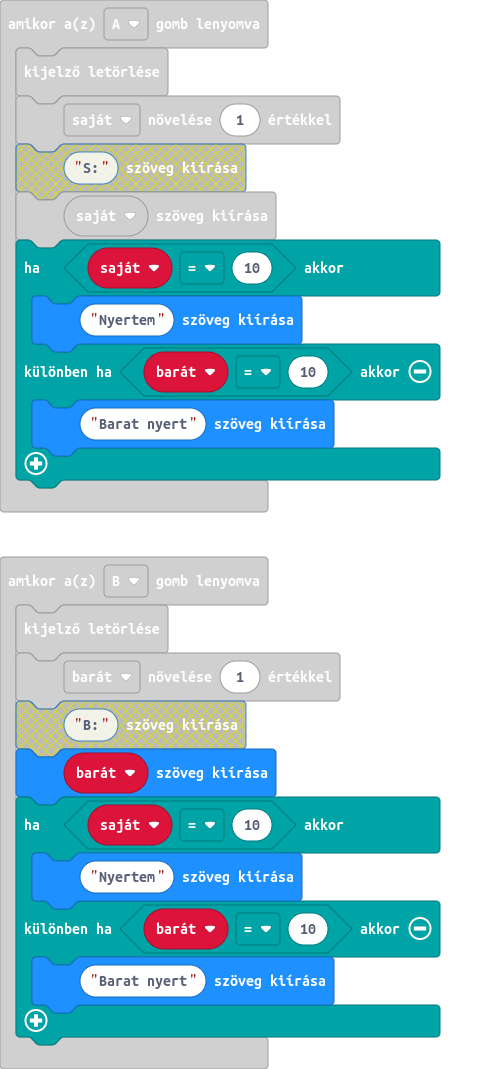 amikor a(z) A gomb lenyomva
kijelző letörlése
saját növelése 1 értékkel
"S:" szöveg kiírása
saját szöveg kiírása
ha saját = 10 akkor
"Nyertem" szöveg kiírása
különben ha barát = 10 akkor
"Barat nyert" szöveg kiírása
amikor a(z) B gomb lenyomva
kijelző letörlése
barát növelése 1 értékkel
"B:" szöveg kiírása
barát szöveg kiírása
ha saját = 10 akkor
"Nyertem" szöveg kiírása
különben ha barát = 10 akkor
"Barat nyert" szöveg kiírása